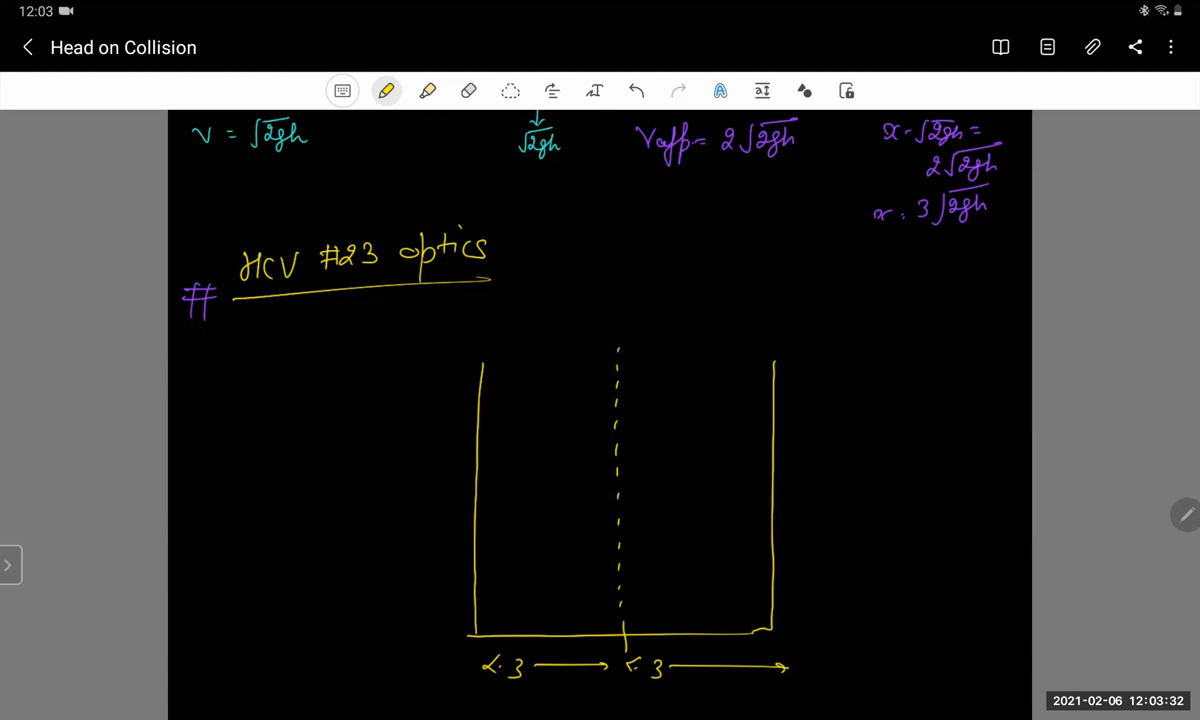 12:03
Head on Collision
v = √2gh
↓
√2gh
Vapp = 2√2gh
x - √2gh =
2√2gh
x = 3√2gh
# HCV #23 optics
3
3
2021-02-06 12:03:32